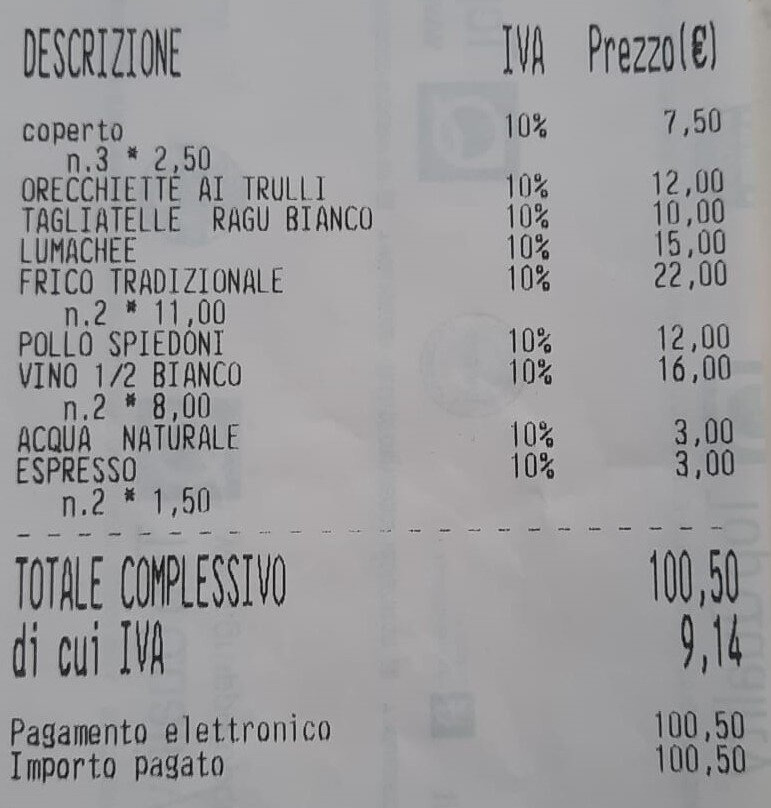 DESCRIZIONE IVA Prezzo(€)
coperto 10% 7,50
n.3 * 2,50
ORECCHIETTE AI TRULLI 10% 12,00
TAGLIATELLE RAGU BIANCO 10% 10,00
LUMACHEE 10% 15,00
FRICO TRADIZIONALE 10% 22,00
n.2 * 11,00
POLLO SPIEDONI 10% 12,00
VINO 1/2 BIANCO 10% 16,00
n.2 * 8,00
ACQUA NATURALE 10% 3,00
ESPRESSO 10% 3,00
n.2 * 1,50
TOTALE COMPLESSIVO 100,50
di cui IVA 9,14
Pagamento elettronico 100,50
Importo pagato 100,50